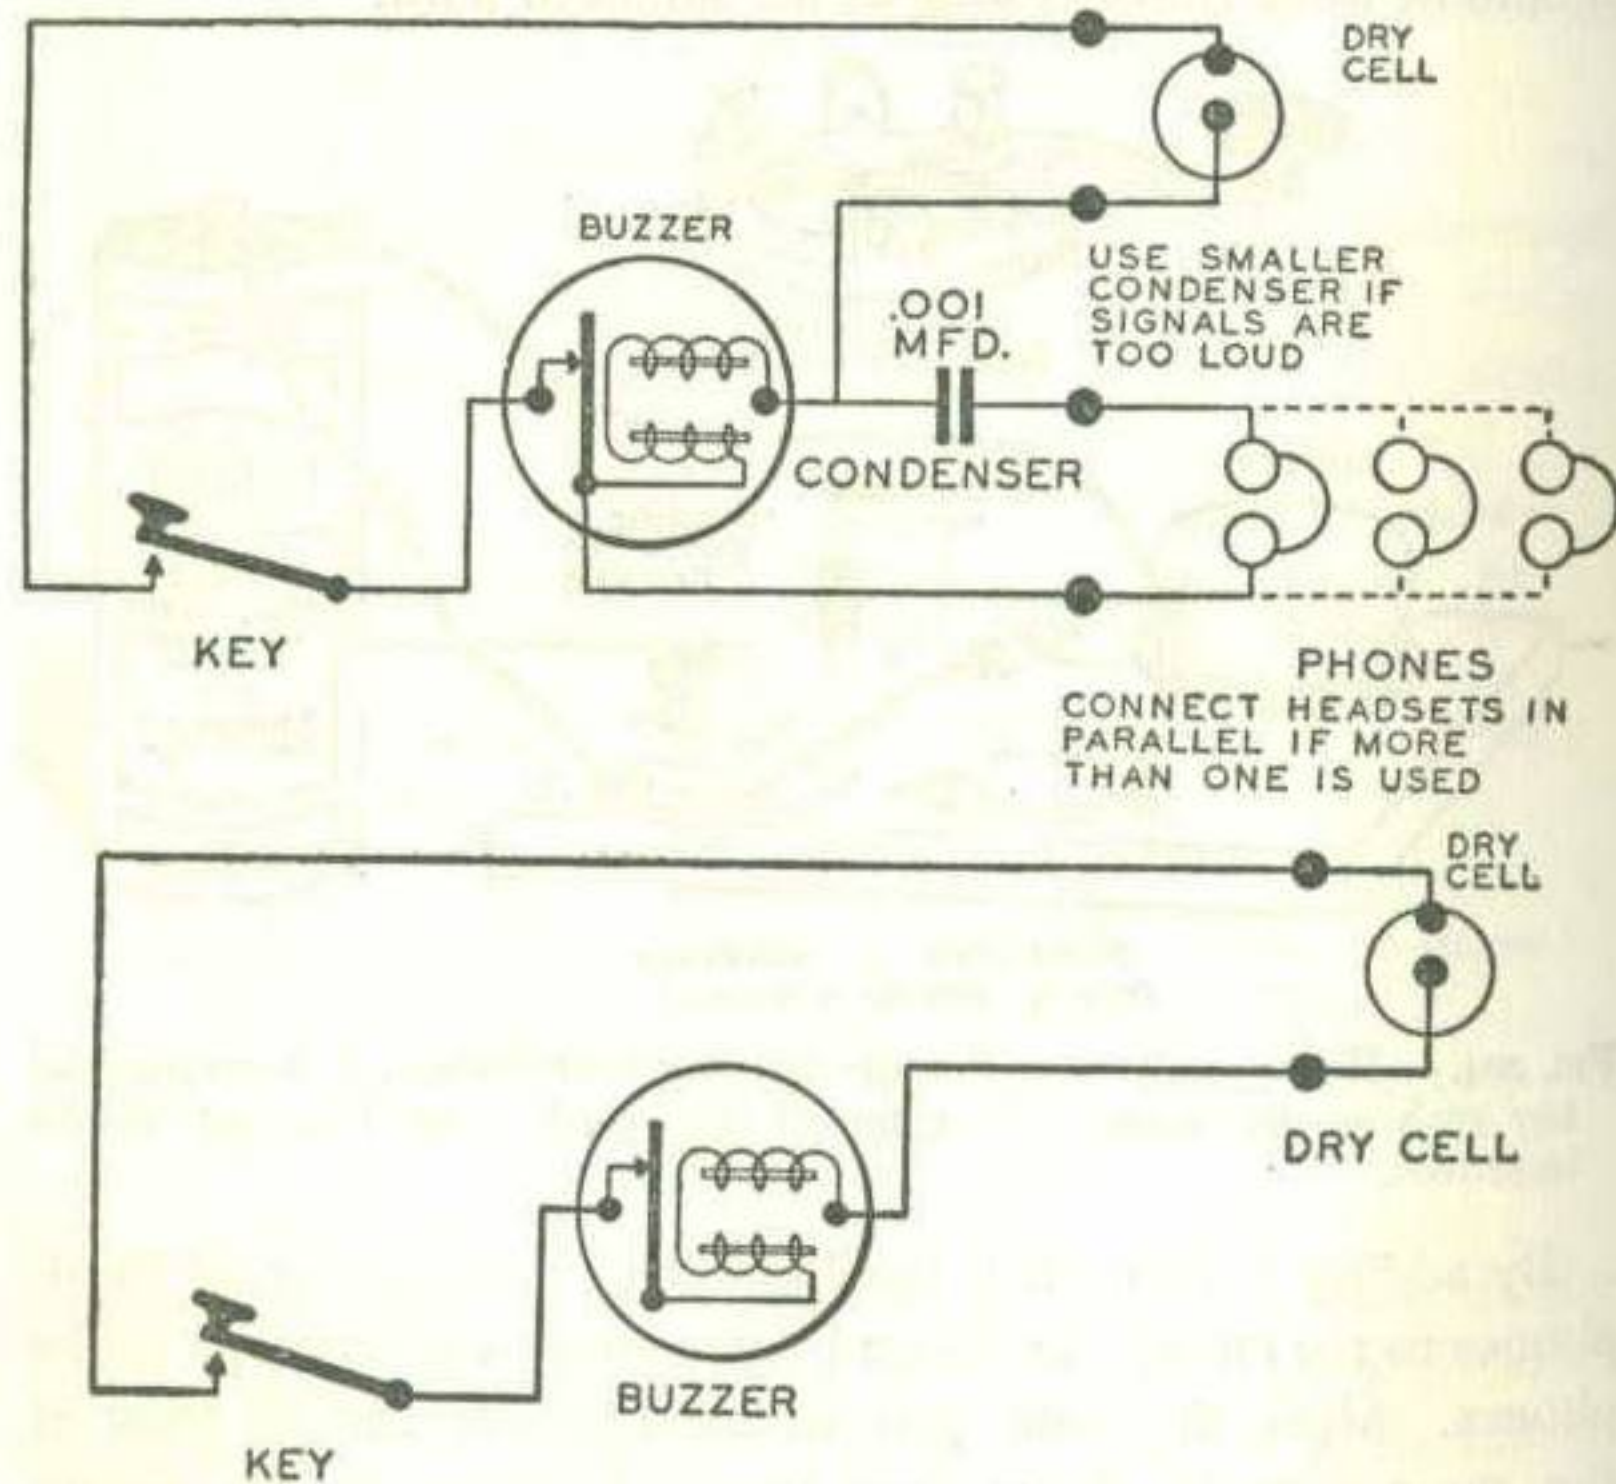 DRY
CELL
BUZZER
USE SMALLER
CONDENSER IF
SIGNALS ARE
TOO LOUD
.001
MFD.
CONDENSER
KEY
PHONES
CONNECT HEADSETS IN
PARALLEL IF MORE
THAN ONE IS USED
DRY
CELL
DRY CELL
BUZZER
KEY